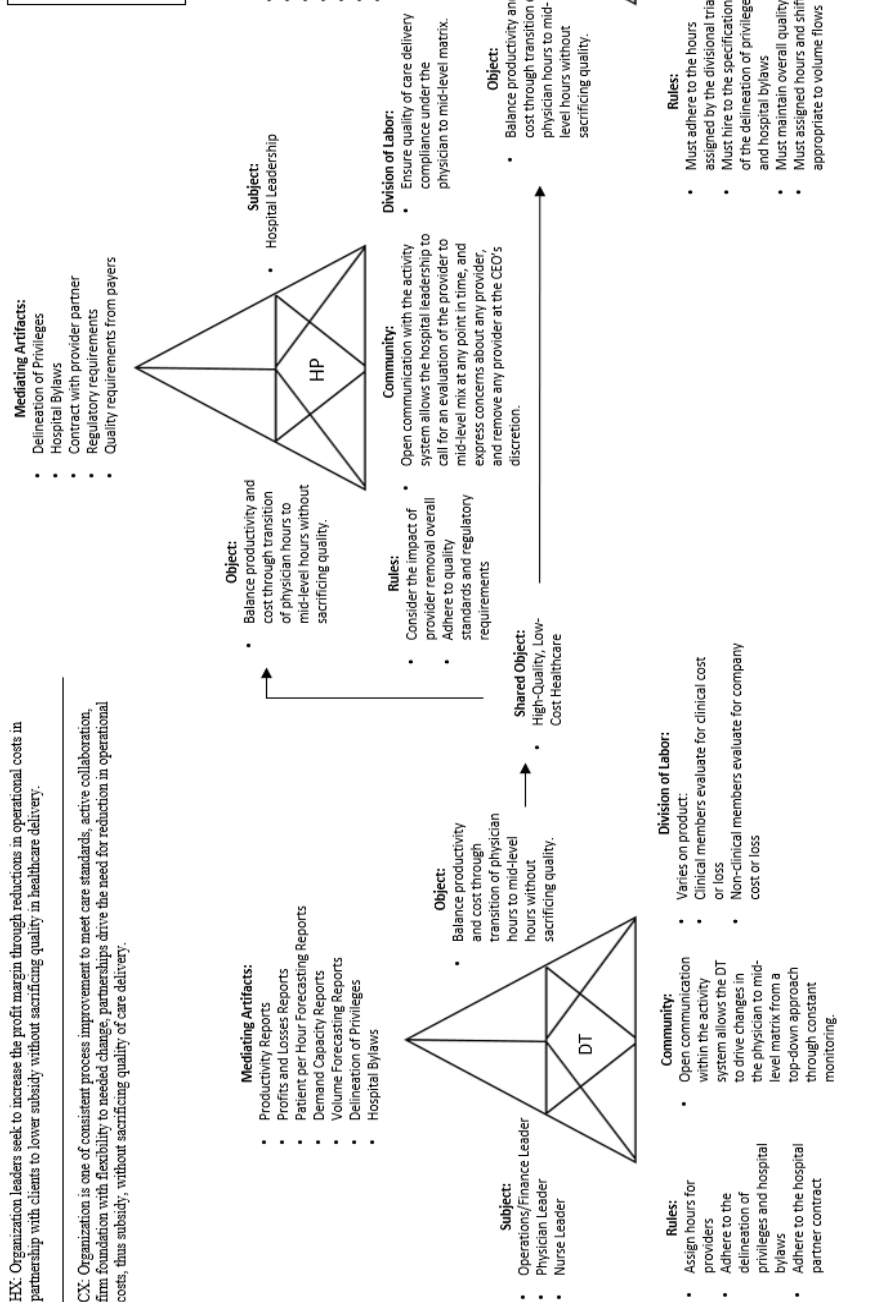 HX: Organization leaders seek to increase the profit margin through reductions in operational costs in
partnership with clients to lower subsidy without sacrificing quality in healthcare delivery.
CX: Organization is one of consistent process improvement to meet care standards, active collaboration,
firm foundation with flexibility to needed change, partnerships drive the need for reduction in operational
costs, thus subsidy, without sacrificing quality of care delivery.
Mediating Artifacts:
• Delineation of Privileges
• Hospital Bylaws
• Contract with provider partner
• Regulatory requirements
• Quality requirements from payers
Object:
• Balance productivity and
cost through transition
of physician hours to
mid-level hours without
sacrificing quality.
HP
Subject:
• Hospital Leadership
Rules:
• Consider the impact of
provider removal overall
• Adhere to quality
standards and regulatory
requirements
Community:
• Open communication with the activity
system allows the hospital leadership to
call for an evaluation of the provider to
mid-level mix at any point in time, and
express concerns about any provider,
and remove any provider at the CEO's
discretion.
Division of Labor:
• Ensure quality of care delivery
compliance under the
physician to mid-level matrix.
Mediating Artifacts:
• Productivity Reports
• Profits and Losses Reports
• Patient per Hour Forecasting Reports
• Demand Capacity Reports
• Volume Forecasting Reports
• Delineation of Privileges
• Hospital Bylaws
Subject:
• Operations/Finance Leader
• Physician Leader
• Nurse Leader
DT
Object:
• Balance productivity
and cost through
transition of physician
hours to mid-level
hours without
sacrificing quality.
Shared Object:
• High-Quality, Low-
Cost Healthcare
Object:
• Balance productivity and
cost through transition
physician hours to mid-
level hours without
sacrificing quality.
Rules:
• Assign hours for
providers
• Adhere to the
delineation of
privileges and hospital
bylaws
• Adhere to the hospital
partner contract
Community:
• Open communication
within the activity
system allows the DT
to drive changes in
the physician to mid-
level matrix from a
top-down approach
through constant
monitoring.
Division of Labor:
• Varies on product:
• Clinical members evaluate for clinical cost
or loss
• Non-clinical members evaluate for company
cost or loss
Rules:
• Must adhere to the hours
assigned by the divisional tria
• Must hire to the specification
of the delineation of privilege
and hospital bylaws
• Must maintain overall quality
• Must assigned hours and shif
appropriate to volume flows